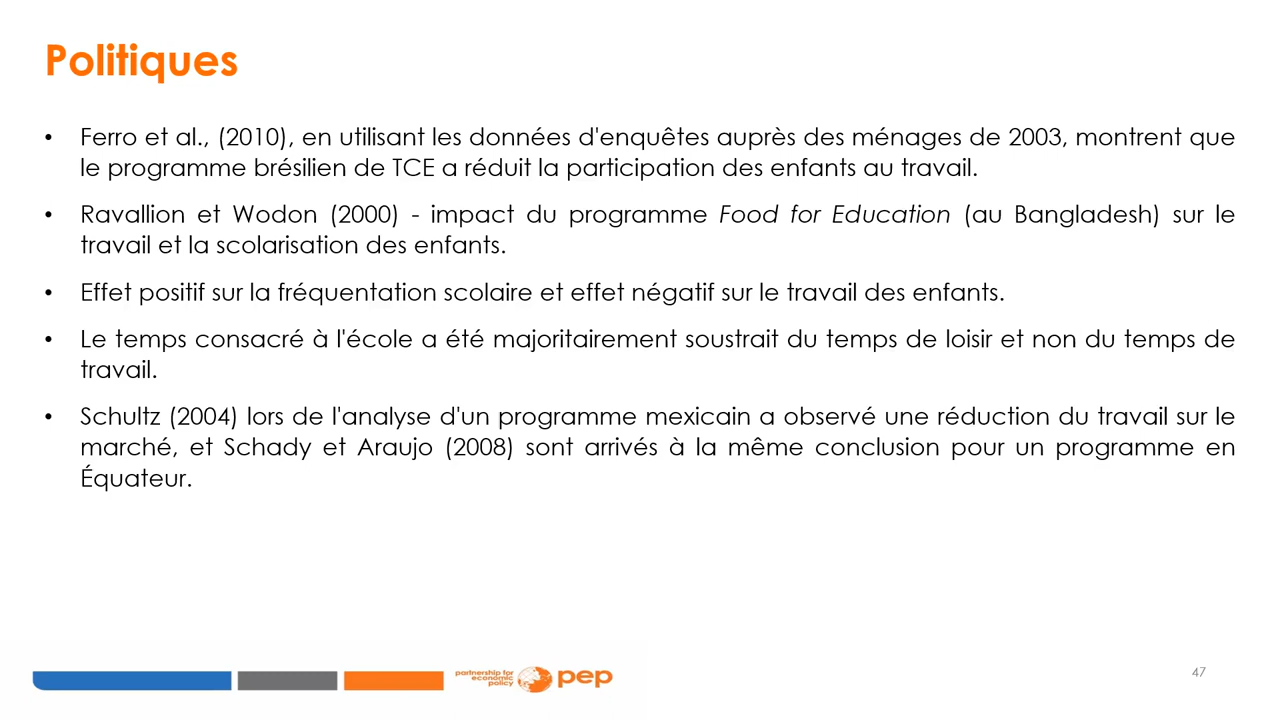 Politiques
• Ferro et al., (2010), en utilisant les données d'enquêtes auprès des ménages de 2003, montrent que
le programme brésilien de TCE a réduit la participation des enfants au travail.
• Ravallion et Wodon (2000) - impact du programme Food for Education (au Bangladesh) sur le
travail et la scolarisation des enfants.
• Effet positif sur la fréquentation scolaire et effet négatif sur le travail des enfants.
• Le temps consacré à l'école a été majoritairement soustrait du temps de loisir et non du temps de
travail.
• Schultz (2004) lors de l'analyse d'un programme mexicain a observé une réduction du travail sur le
marché, et Schady et Araujo (2008) sont arrivés à la même conclusion pour un programme en
Équateur.
partnership for
economic
policy
pep
47